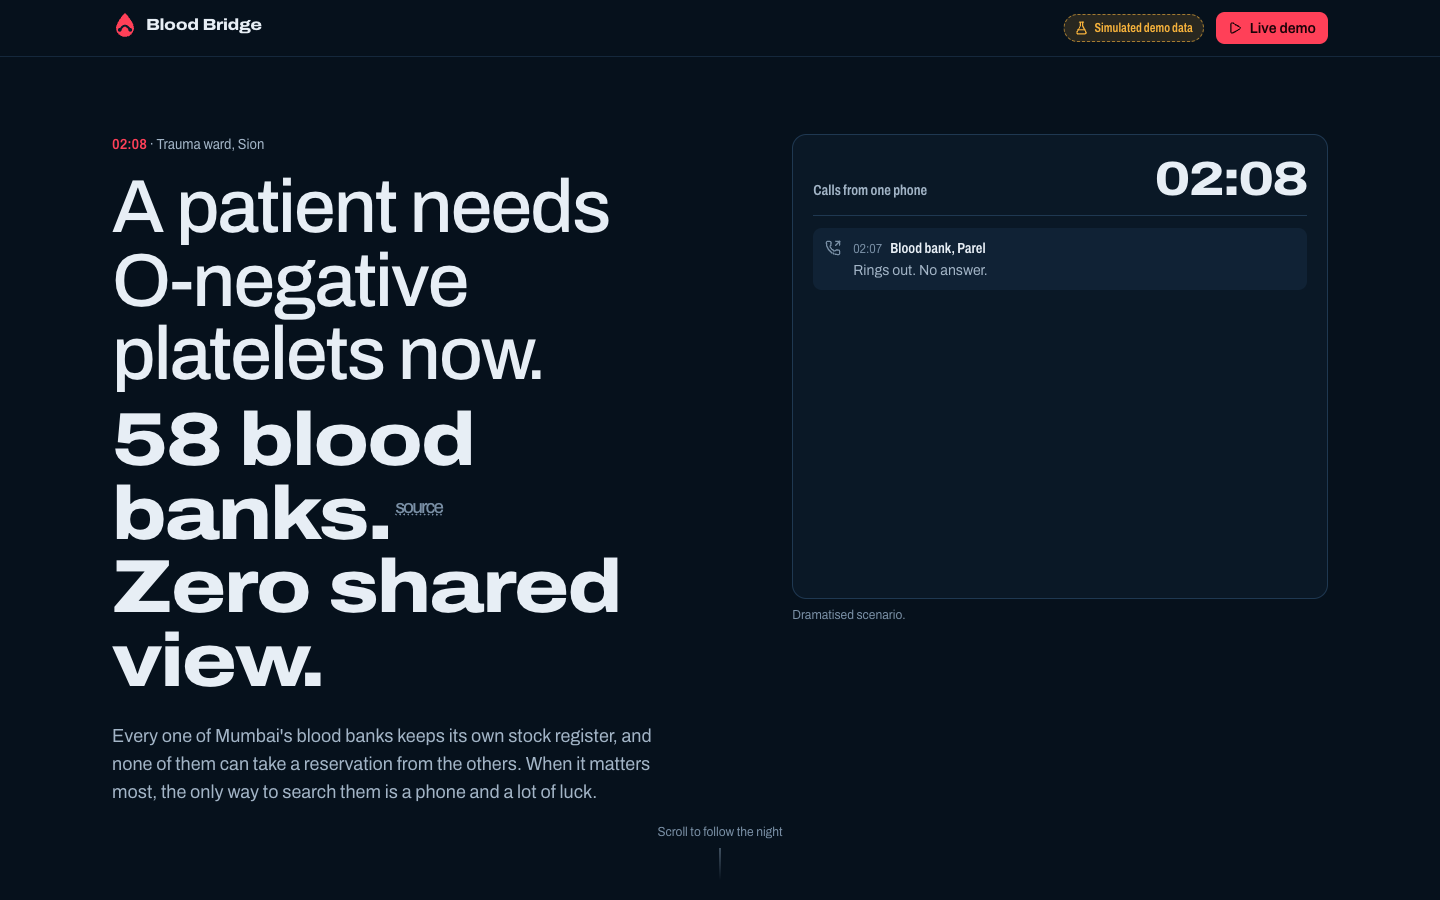 Blood Bridge
Simulated demo data
Live demo
02:08 · Trauma ward, Sion
A patient needs
O-negative
platelets now.
58 blood
banks. source
Zero shared
view.
Every one of Mumbai's blood banks keeps its own stock register, and
none of them can take a reservation from the others. When it matters
most, the only way to search them is a phone and a lot of luck.
Calls from one phone
02:08
02:07 Blood bank, Parel
Rings out. No answer.
Dramatised scenario.
Scroll to follow the night